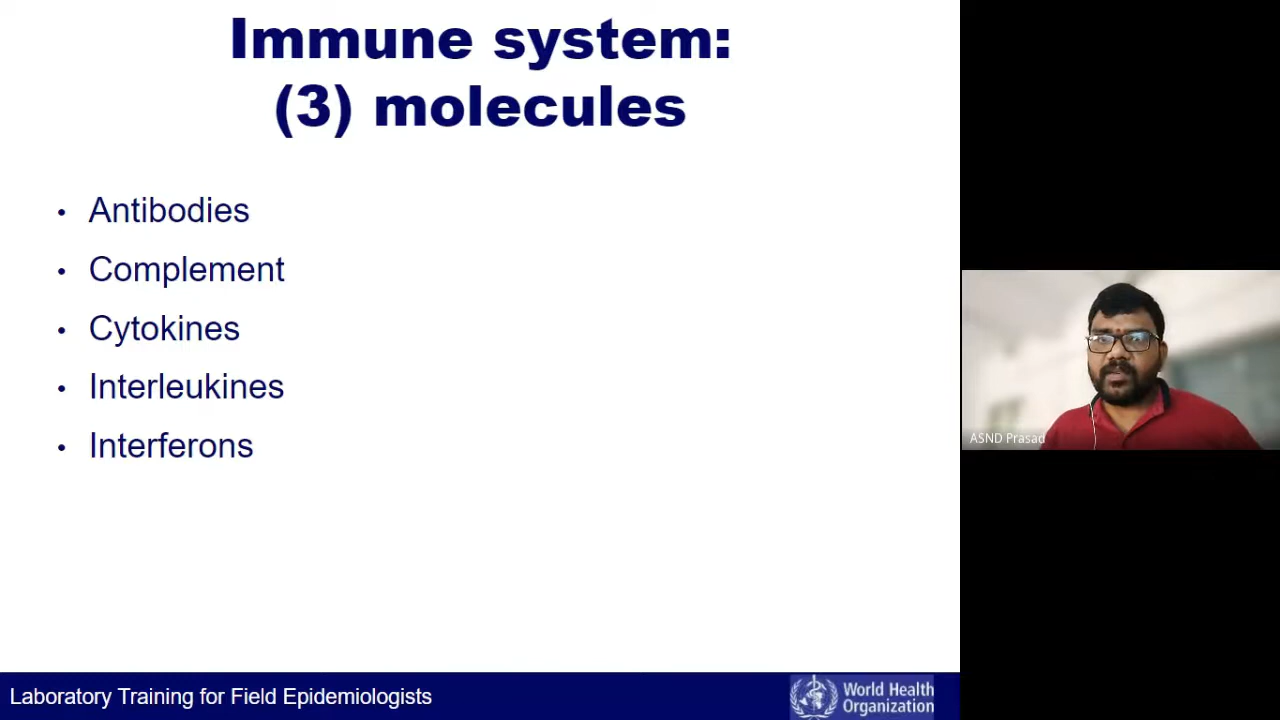 Immune system:
(3) molecules
• Antibodies
• Complement
• Cytokines
• Interleukines
• Interferons
Laboratory Training for Field Epidemiologists
World Health
Organization
ASND Prasad